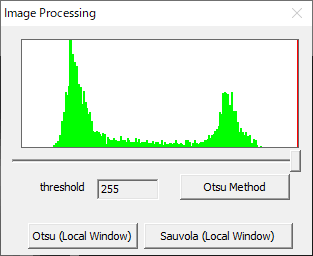 Image Processing
threshold 255 Otsu Method
Otsu (Local Window) Sauvola (Local Window)